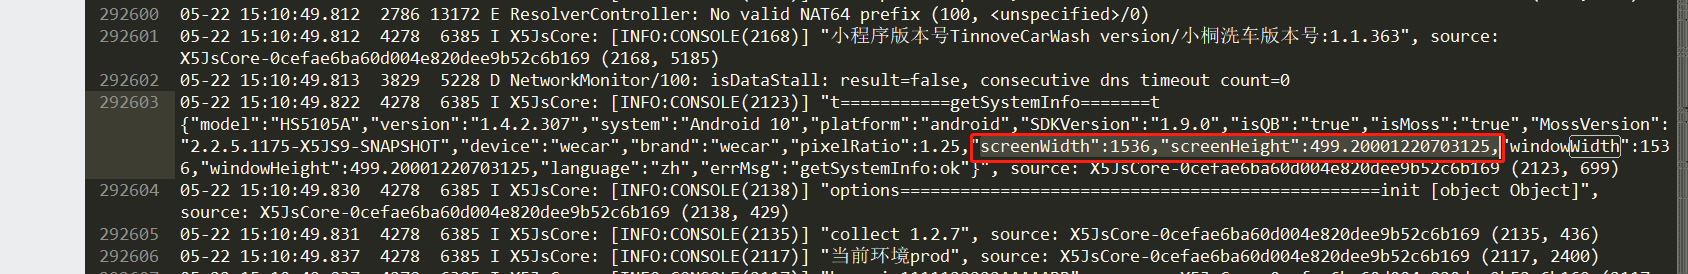 292600 05-22 15:10:49.812 2786 13172 E ResolverController: No valid NAT64 prefix (100, <unspecified>/0)
292601 05-22 15:10:49.812 4278 6385 I X5JsCore: [INFO:CONSOLE(2168)] "小程序版本号TinnoveCarWash version/小桐洗车版本号:1.1.363", source:
X5JsCore-0cefae6ba60d004e820dee9b52c6b169 (2168, 5185)
292602 05-22 15:10:49.813 3829 5228 D NetworkMonitor/100: isDataStall: result=false, consecutive dns timeout count=0
292603 05-22 15:10:49.822 4278 6385 I X5JsCore: [INFO:CONSOLE(2123)] "t===========getSystemInfo=======t
{"model":"HS5105A","version":"1.4.2.307","system":"Android 10","platform":"android","SDKVersion":"1.9.0","isQB":"true","isMoss":"true","MossVersion":
"2.2.5.1175-X5JS9-SNAPSHOT","device":"wecar","brand":"wecar","pixelRatio":1.25,"screenWidth":1536,"screenHeight":499.20001220703125,"windowWidth":153
6,"windowHeight":499.20001220703125,"language":"zh","errMsg":"getSystemInfo:ok"}", source: X5JsCore-0cefae6ba60d004e820dee9b52c6b169 (2123, 699)
292604 05-22 15:10:49.830 4278 6385 I X5JsCore: [INFO:CONSOLE(2138)] "options================================================init [object Object]",
source: X5JsCore-0cefae6ba60d004e820dee9b52c6b169 (2138, 429)
292605 05-22 15:10:49.831 4278 6385 I X5JsCore: [INFO:CONSOLE(2135)] "collect 1.2.7", source: X5JsCore-0cefae6ba60d004e820dee9b52c6b169 (2135, 436)
292606 05-22 15:10:49.831 4278 6385 I X5JsCore: [INFO:CONSOLE(2117)] "当前环境prod", source: X5JsCore-0cefae6ba60d004e820dee9b52c6b169 (2117, 2400)